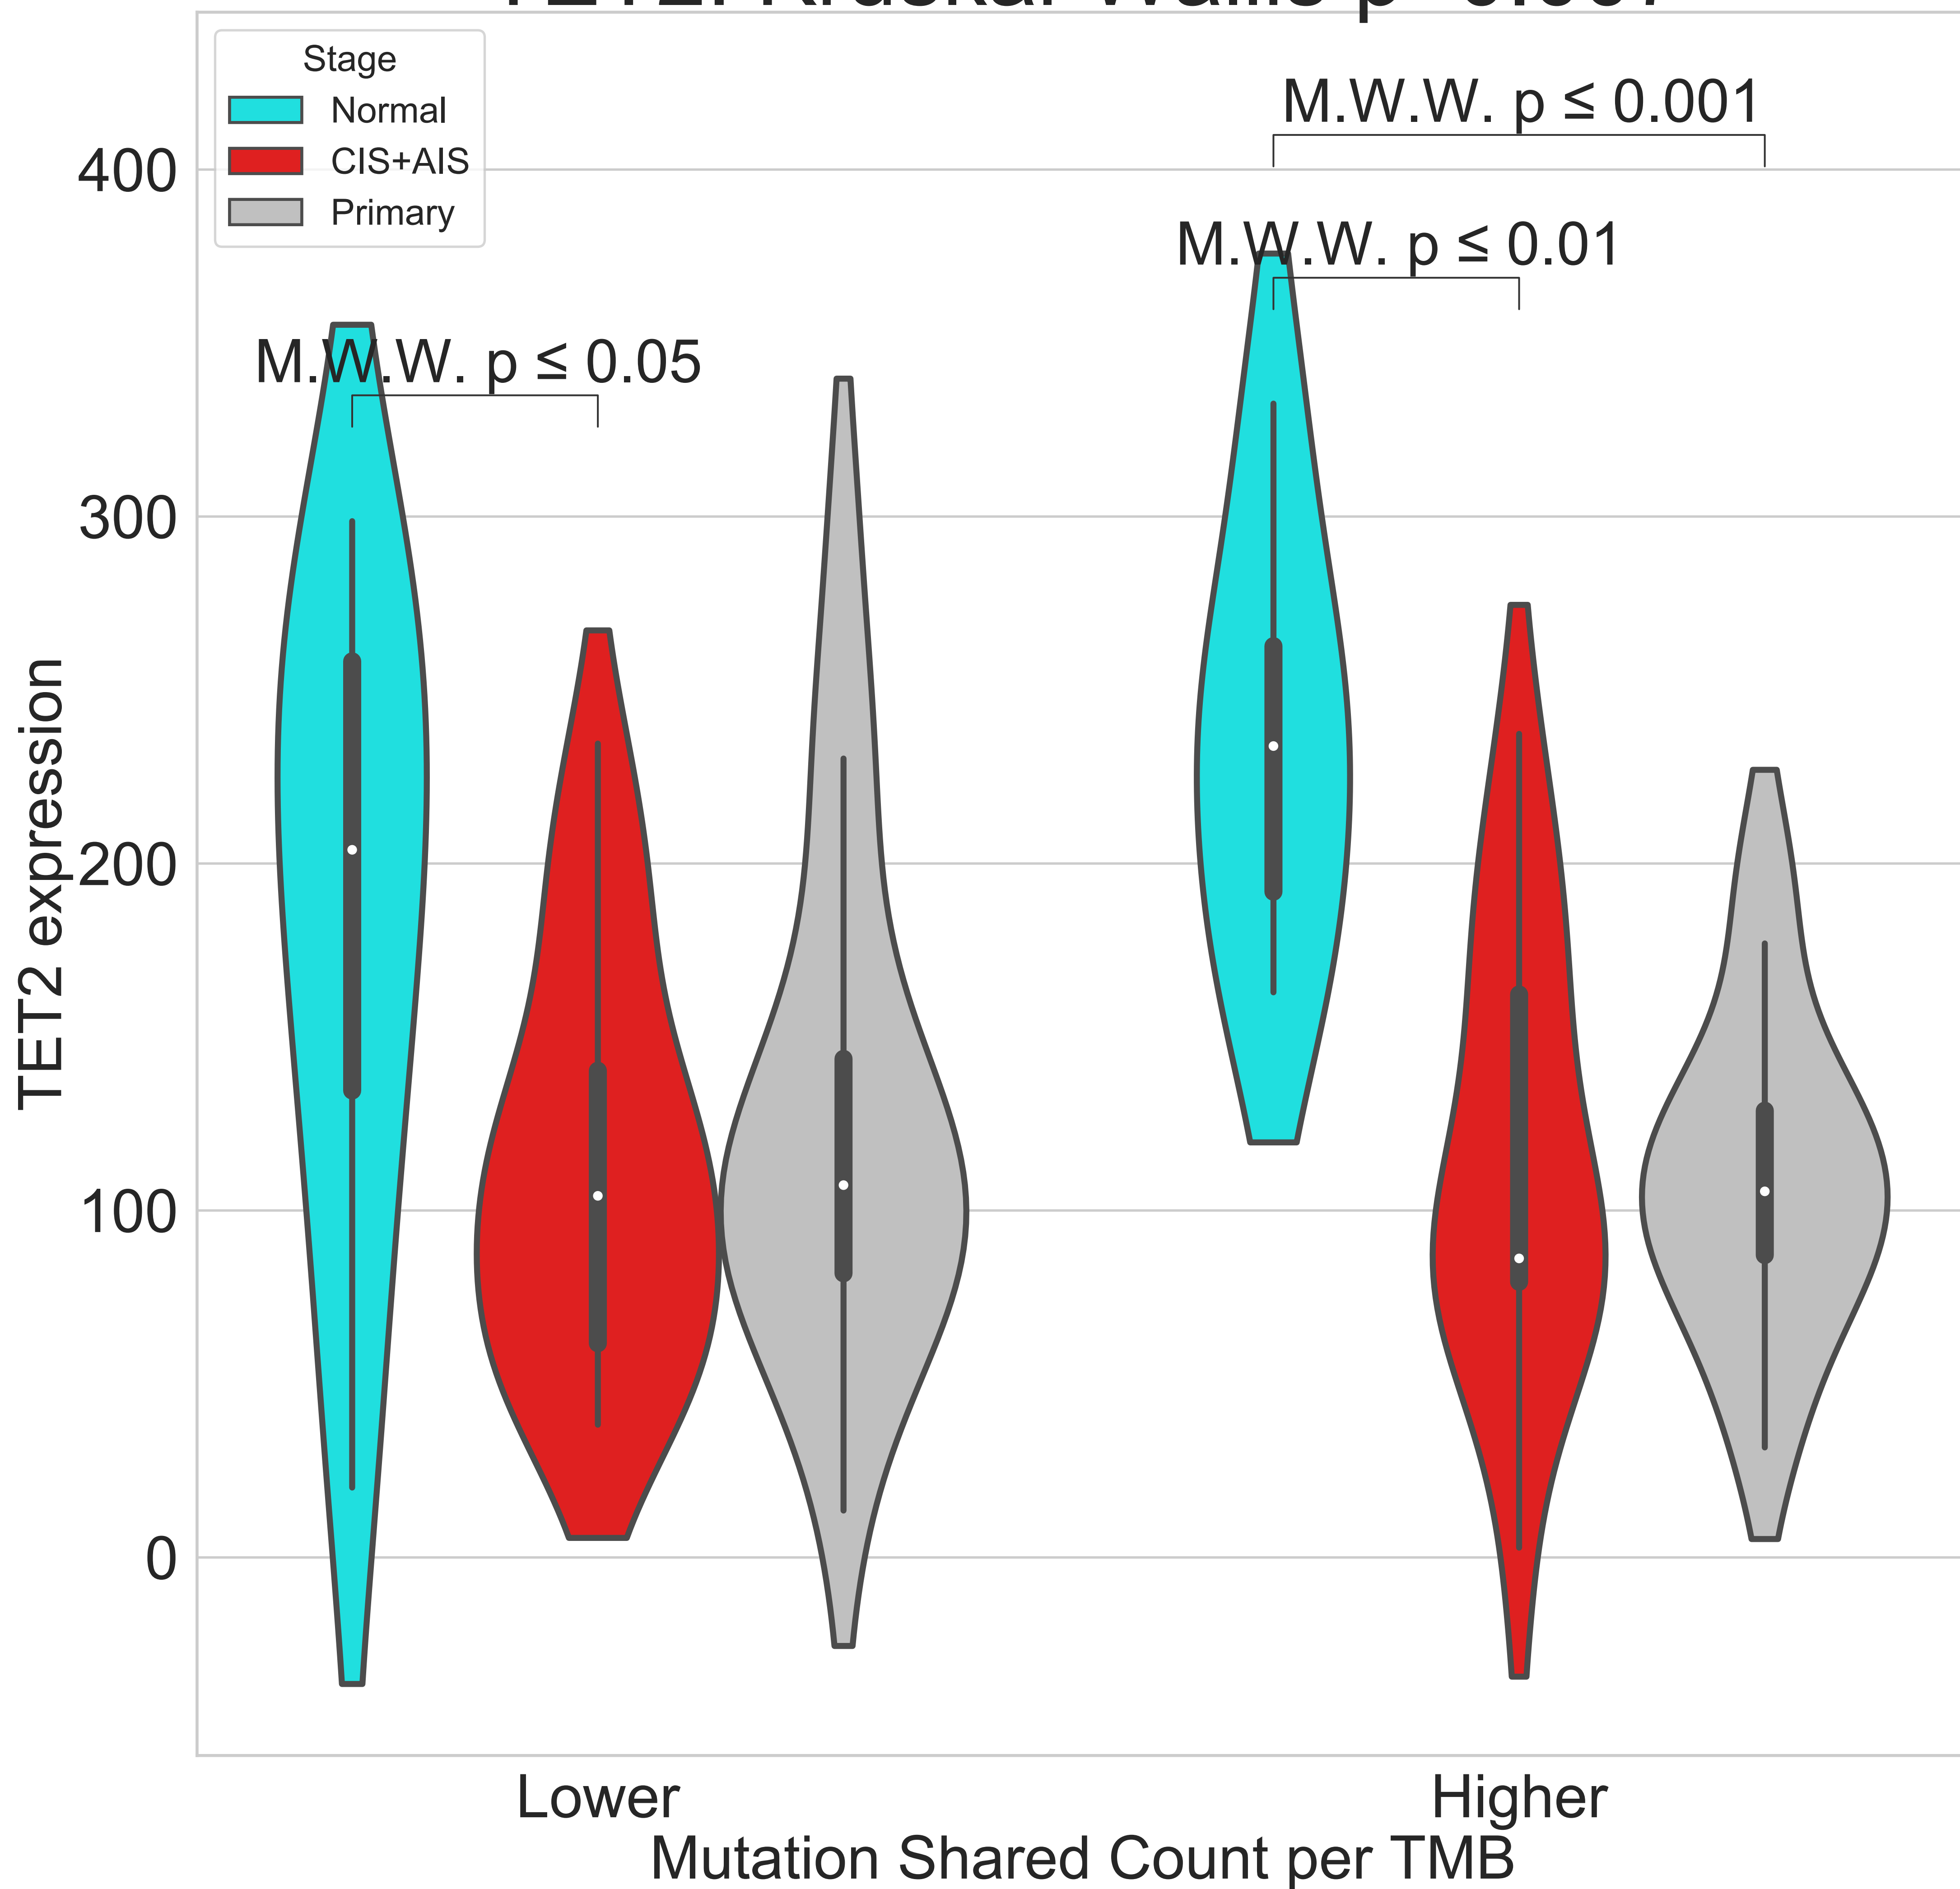 Stage
Normal
CIS+AIS
Primary
M.W.W. p ≤ 0.001
M.W.W. p ≤ 0.01
M.W.W. p ≤ 0.05
400
300
200
100
0
TET2 expression
Lower
Higher
Mutation Shared Count per TMB